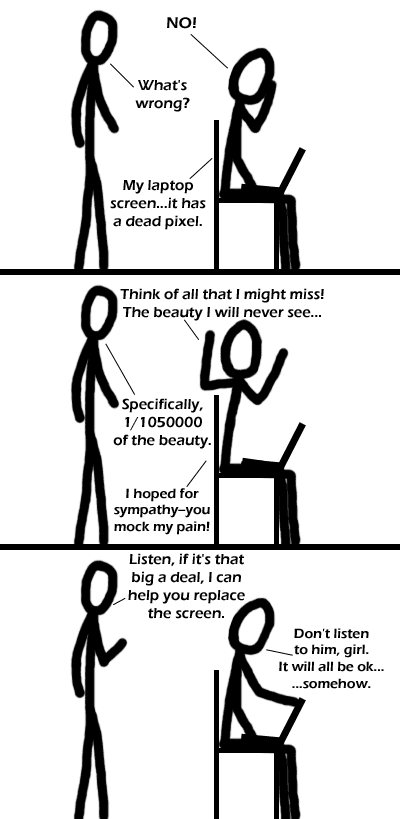 NO!
What's
wrong?
My laptop
screen...it has
a dead pixel.
Think of all that I might miss!
The beauty I will never see...
Specifically,
1/1050000
of the beauty.
I hoped for
sympathy–you
mock my pain!
Listen, if it's that
big a deal, I can
help you replace
the screen.
Don't listen
to him, girl.
It will all be ok...
...somehow.